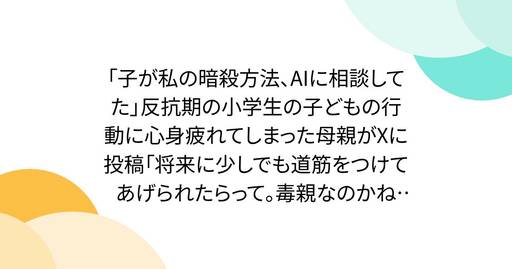 「子が私の暗殺方法、AIに相談して
た」反抗期の小学生の子どもの行
動に心身疲れてしまった母親がXに
投稿「将来に少しでも道筋をつけて
あげられたらって。毒親なのかね‥